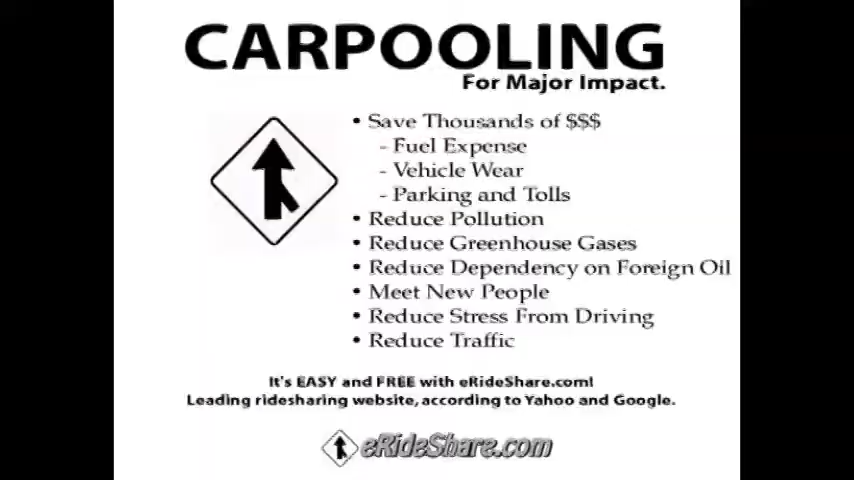 CARPOOLING
For Major Impact.
• Save Thousands of $$$
- Fuel Expense
- Vehicle Wear
- Parking and Tolls
• Reduce Pollution
• Reduce Greenhouse Gases
• Reduce Dependency on Foreign Oil
• Meet New People
• Reduce Stress From Driving
• Reduce Traffic
It's EASY and FREE with eRideShare.com!
Leading ridesharing website, according to Yahoo and Google.
eRideShare.com